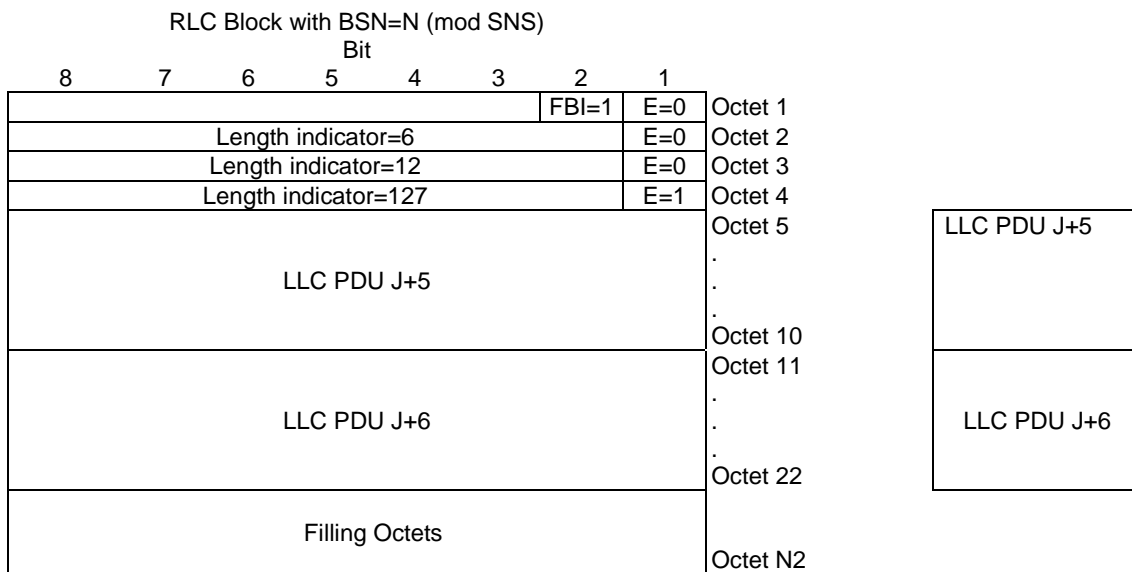 RLC Block with BSN=N (mod SNS)
Bit
8 7 6 5 4 3 2 1
FBI=1 E=0 Octet 1
Length indicator=6 E=0 Octet 2
Length indicator=12 E=0 Octet 3
Length indicator=127 E=1 Octet 4
Octet 5 LLC PDU J+5
.
LLC PDU J+5 .
.
Octet 10
Octet 11
.
LLC PDU J+6 . LLC PDU J+6
.
Octet 22
Filling Octets
Octet N2